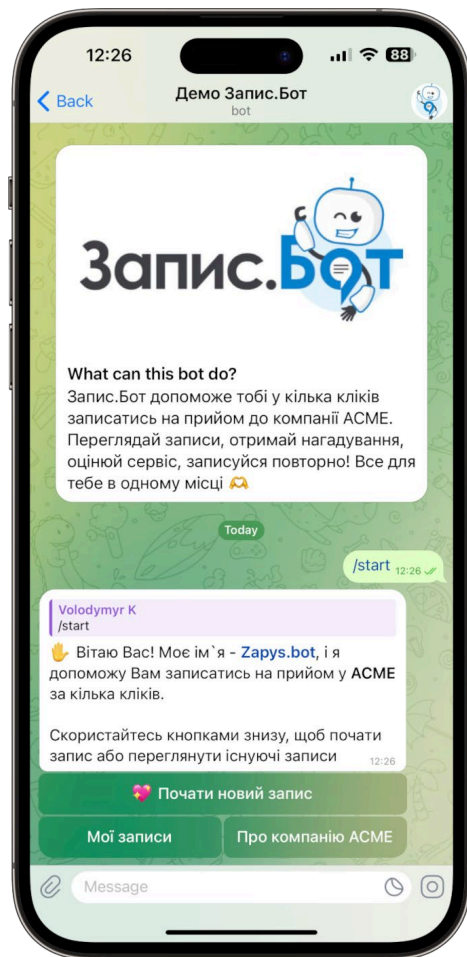 12:26
88
Back
Демо Запис.Бот
bot
Запис.Бот
What can this bot do?
Запис.Бот допоможе тобі у кілька кліків
записатись на прийом до компанії ACME.
Переглядай записи, отримай нагадування,
оцінюй сервіс, записуйся повторно! Все для
тебе в одному місці 🫶
Today
/start 12:26
Volodymyr K
/start
🖐 Вітаю Вас! Моє ім`я - Zapys.bot, і я
допоможу Вам записатись на прийом у ACME
за кілька кліків.
Скористайтесь кнопками знизу, щоб почати
запис або переглянути існуючі записи 12:26
💖 Почати новий запис
Мої записи
Про компанію ACME
Message